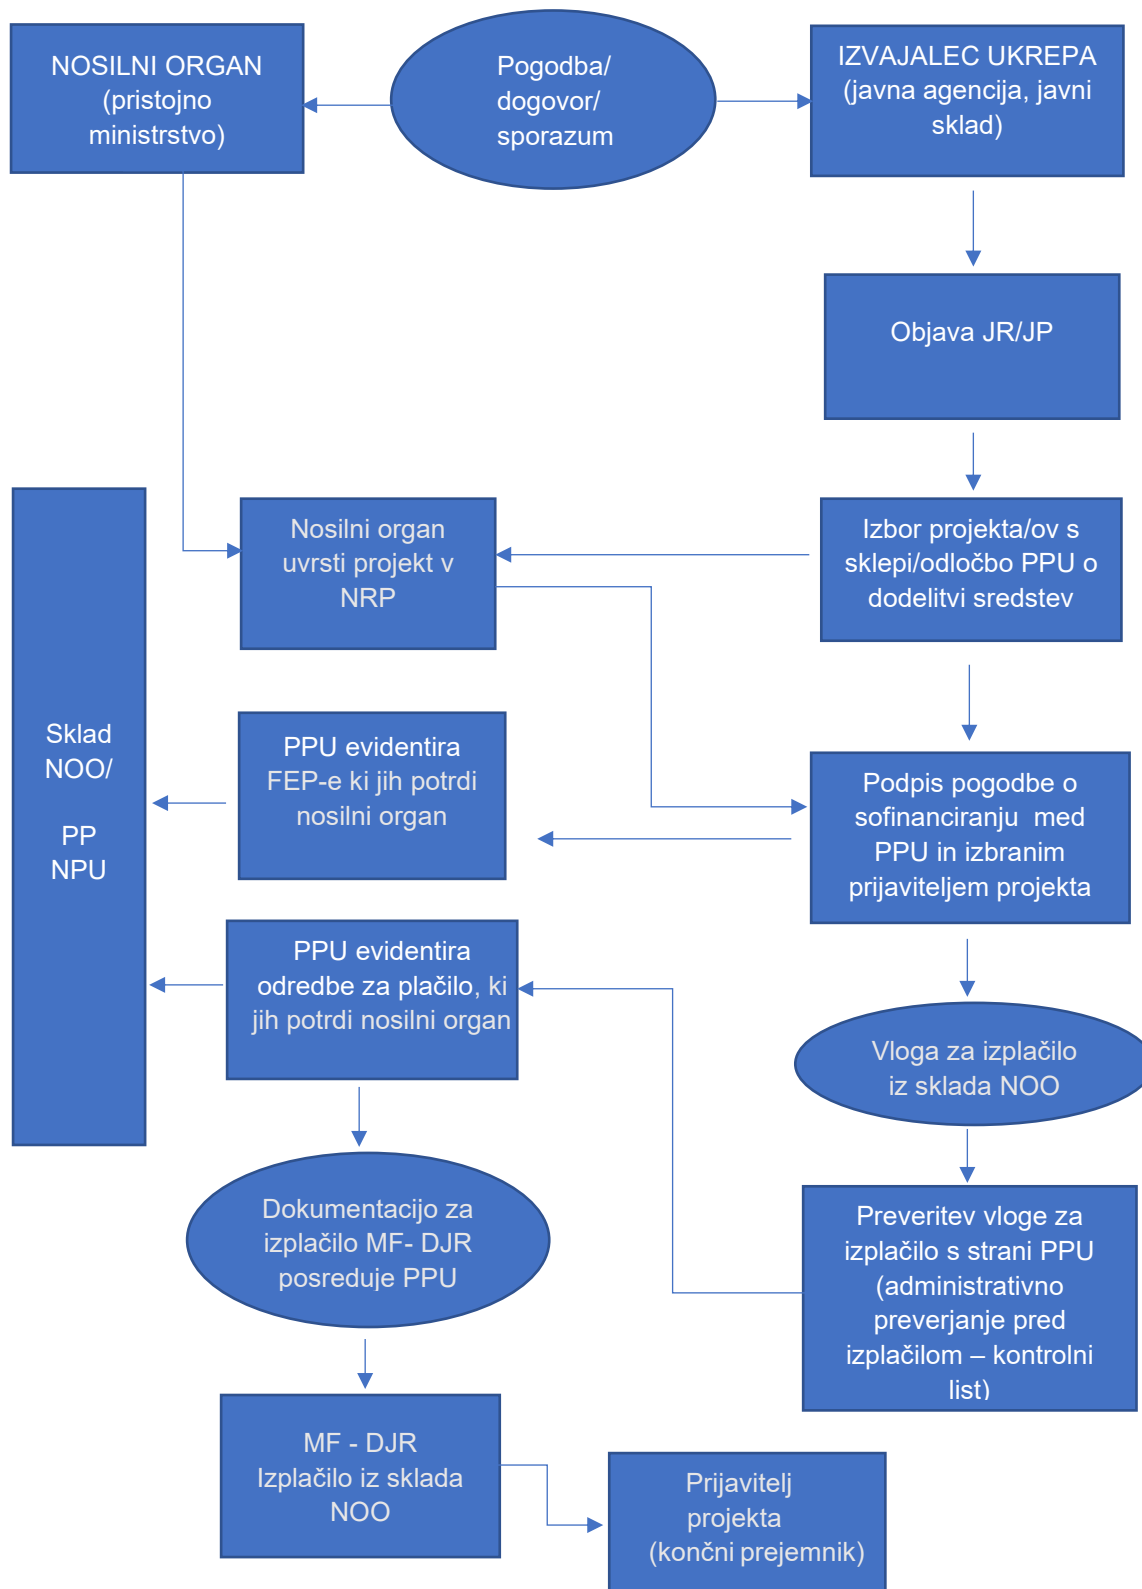 NOSILNI ORGAN
(pristojno
ministrstvo)
Pogodba/
dogovor/
sporazum
IZVAJALEC UKREPA
(javna agencija, javni
sklad)
Objava JR/JP
Sklad
NOO/
PP
NPU
Nosilni organ
uvrsti projekt v
NRP
Izbor projekta/ov s
sklepi/odločbo PPU o
dodelitvi sredstev
PPU evidentira
FEP-e ki jih potrdi
nosilni organ
Podpis pogodbe o
sofinanciranju med
PPU in izbranim
prijaviteljem projekta
PPU evidentira
odredbe za plačilo, ki
jih potrdi nosilni organ
Vloga za izplačilo
iz sklada NOO
Dokumentacijo za
izplačilo MF- DJR
posreduje PPU
Preveritev vloge za
izplačilo s strani PPU
(administrativno
preverjanje pred
izplačilom – kontrolni
list)
MF - DJR
Izplačilo iz sklada
NOO
Prijavitelj
projekta
(končni prejemnik)